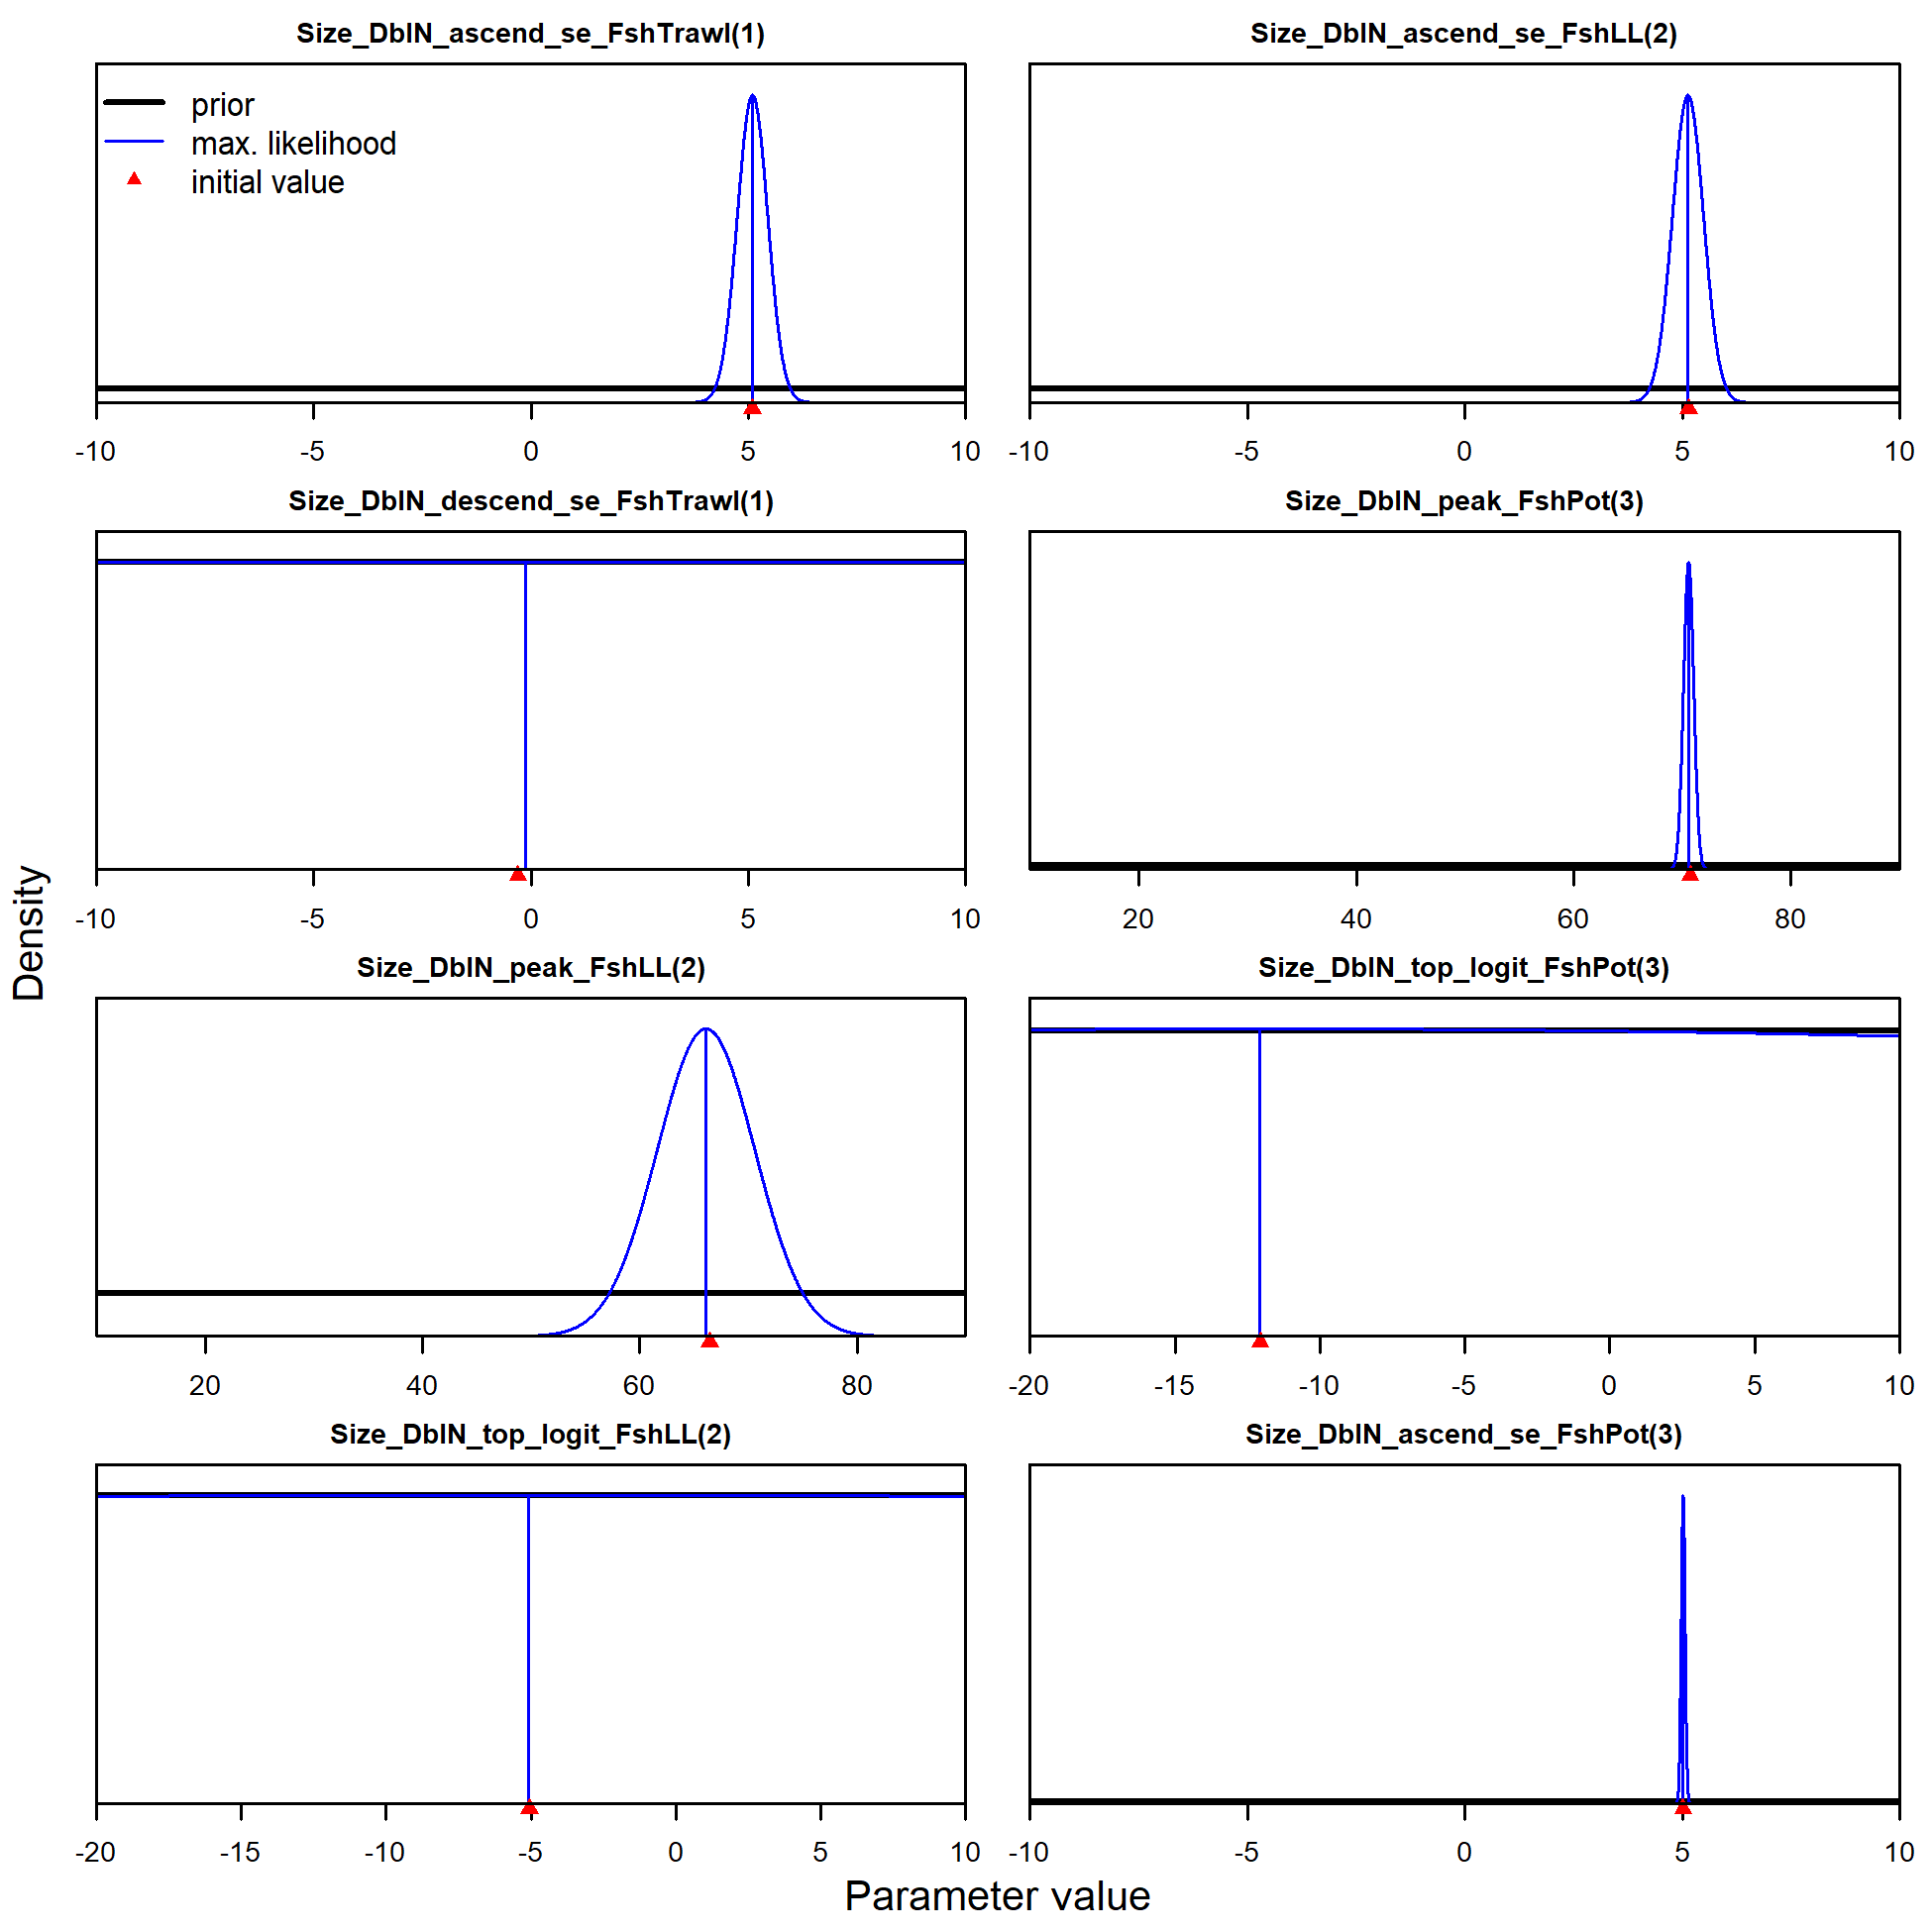 Size_DblN_ascend_se_FshTrawl(1)
Size_DblN_ascend_se_FshLL(2)
prior
max. likelihood
initial value
-10 -5 0 5 10
-10 -5 0 5 10
Size_DblN_descend_se_FshTrawl(1)
Size_DblN_peak_FshPot(3)
-10 -5 0 5 10
20 40 60 80
Size_DblN_peak_FshLL(2)
Size_DblN_top_logit_FshPot(3)
20 40 60 80
-20 -15 -10 -5 0 5 10
Size_DblN_top_logit_FshLL(2)
Size_DblN_ascend_se_FshPot(3)
-20 -15 -10 -5 0 5 10
-10 -5 0 5 10
Density
Parameter value